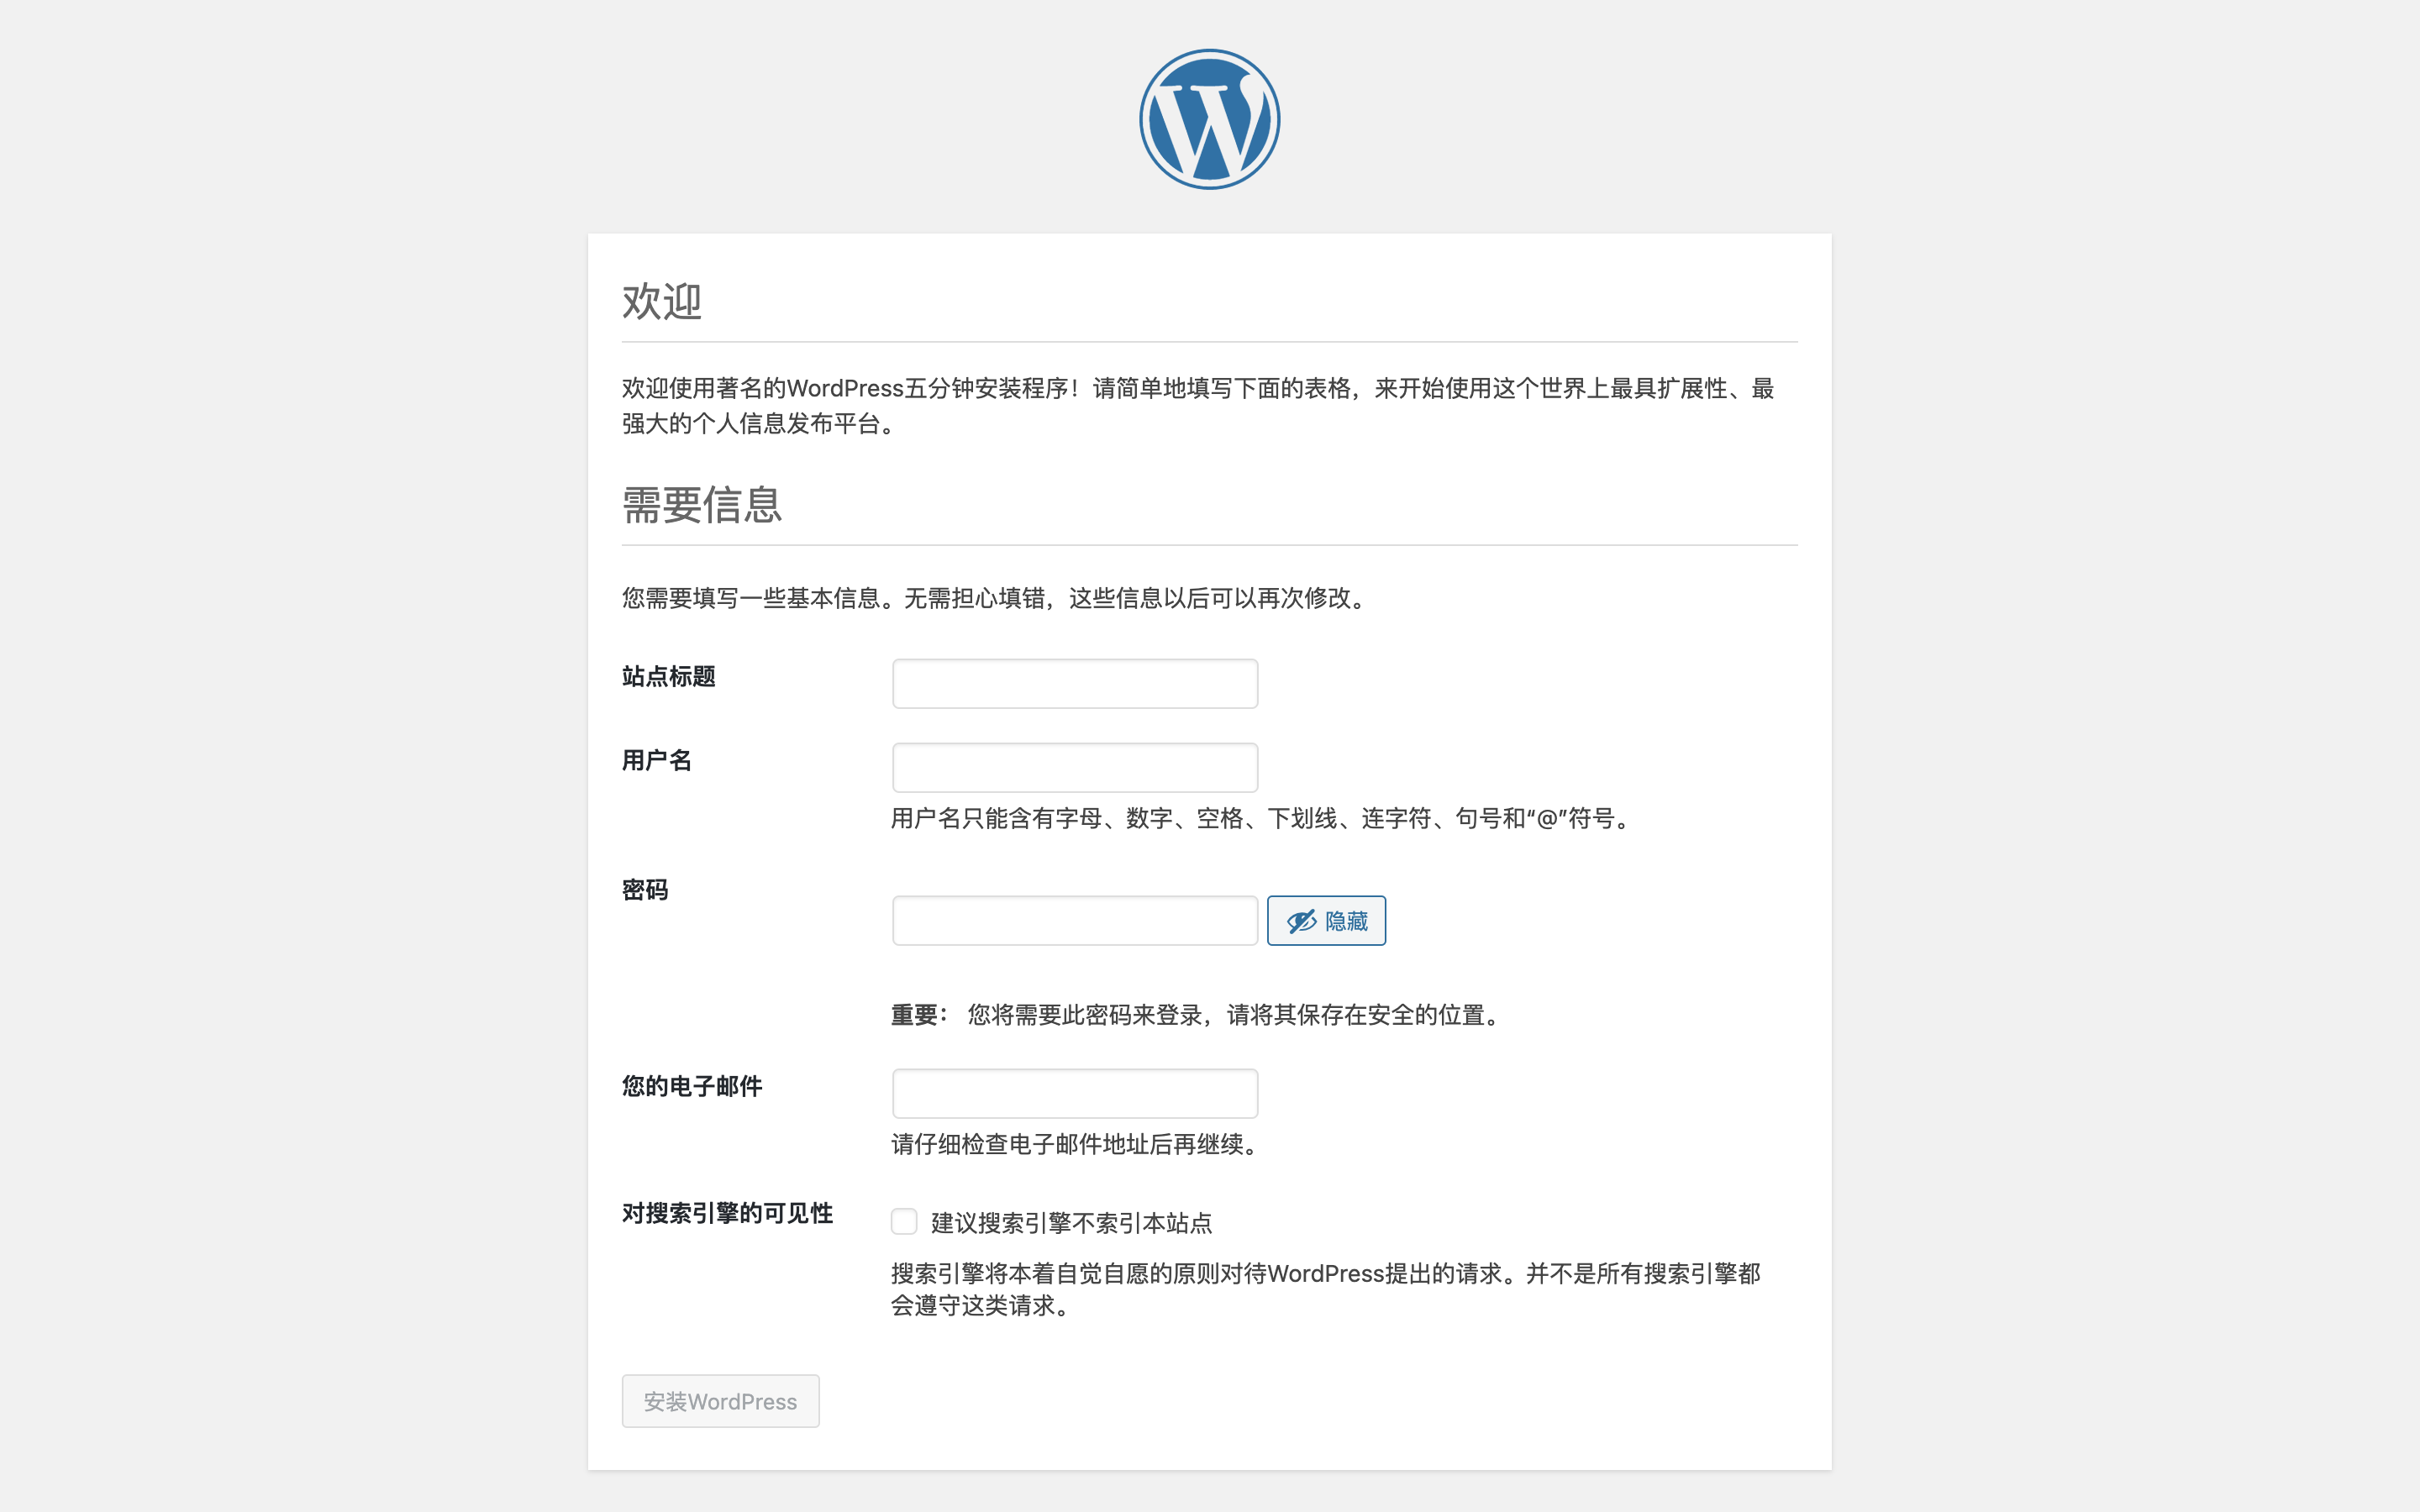 欢迎
欢迎使用著名的WordPress五分钟安装程序！请简单地填写下面的表格，来开始使用这个世界上最具扩展性、最
强大的个人信息发布平台。
需要信息
您需要填写一些基本信息。无需担心填错，这些信息以后可以再次修改。
站点标题
用户名
用户名只能含有字母、数字、空格、下划线、连字符、句号和“@”符号。
密码
隐藏
重要： 您将需要此密码来登录，请将其保存在安全的位置。
您的电子邮件
请仔细检查电子邮件地址后再继续。
对搜索引擎的可见性
建议搜索引擎不索引本站点
搜索引擎将本着自觉自愿的原则对待WordPress提出的请求。并不是所有搜索引擎都
会遵守这类请求。
安装WordPress